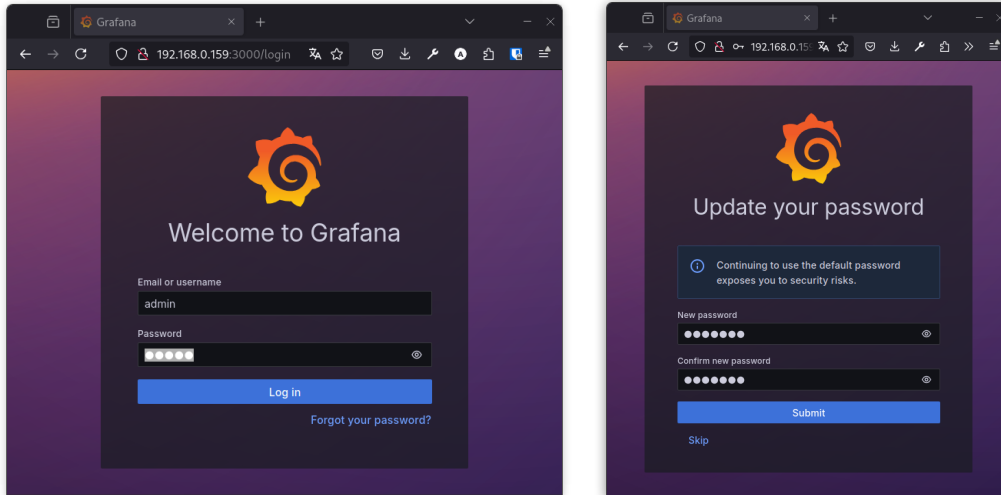 Grafana
192.168.0.159:3000/login
Welcome to Grafana
Email or username
admin
Password
Log in
Forgot your password?
Grafana
192.168.0.15
Update your password
Continuing to use the default password
exposes you to security risks.
New password
Confirm new password
Submit
Skip